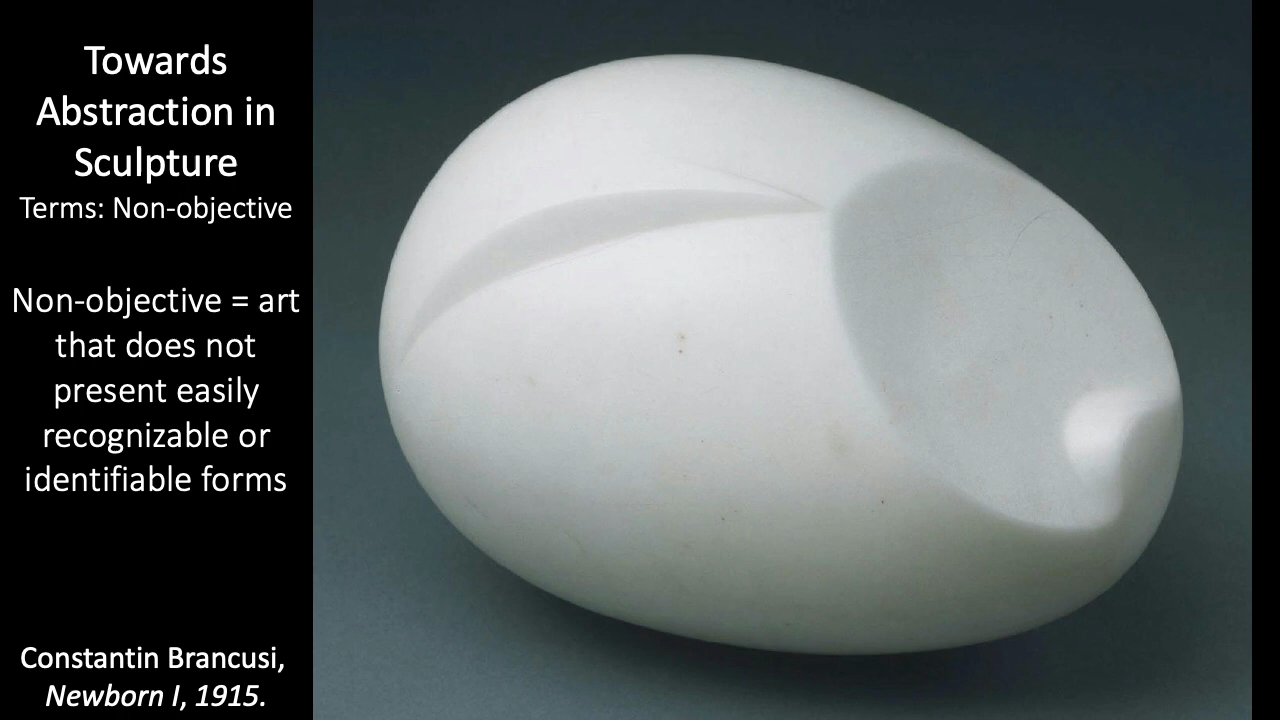 Towards
Abstraction in
Sculpture
Terms: Non-objective
Non-objective = art
that does not
present easily
recognizable or
identifiable forms
Constantin Brancusi,
Newborn I, 1915.